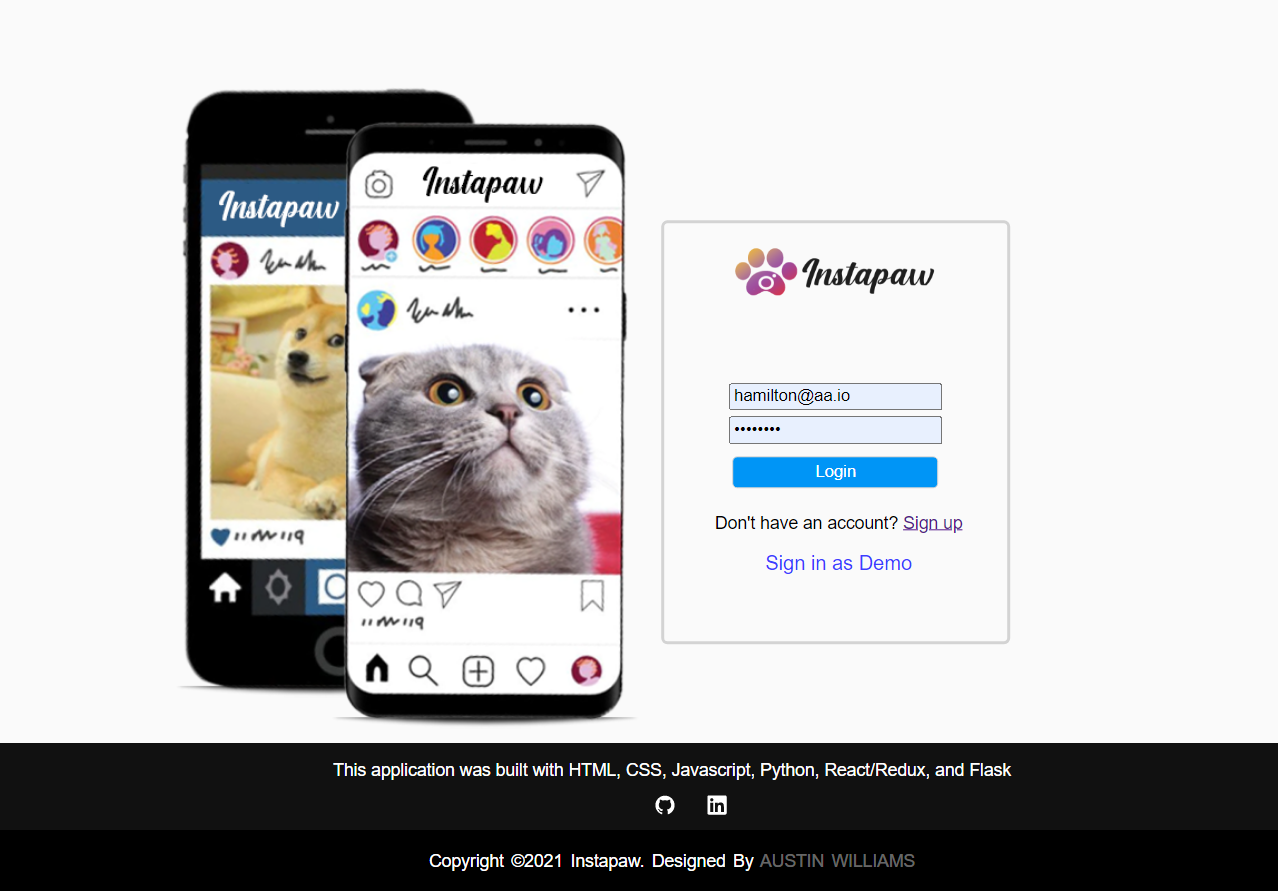 Instapaw
Instapaw
Instapaw
hamilton@aa.io
••••••••
Login
Don't have an account? Sign up
Sign in as Demo
This application was built with HTML, CSS, Javascript, Python, React/Redux, and Flask
Copyright ©2021 Instapaw. Designed By AUSTIN WILLIAMS